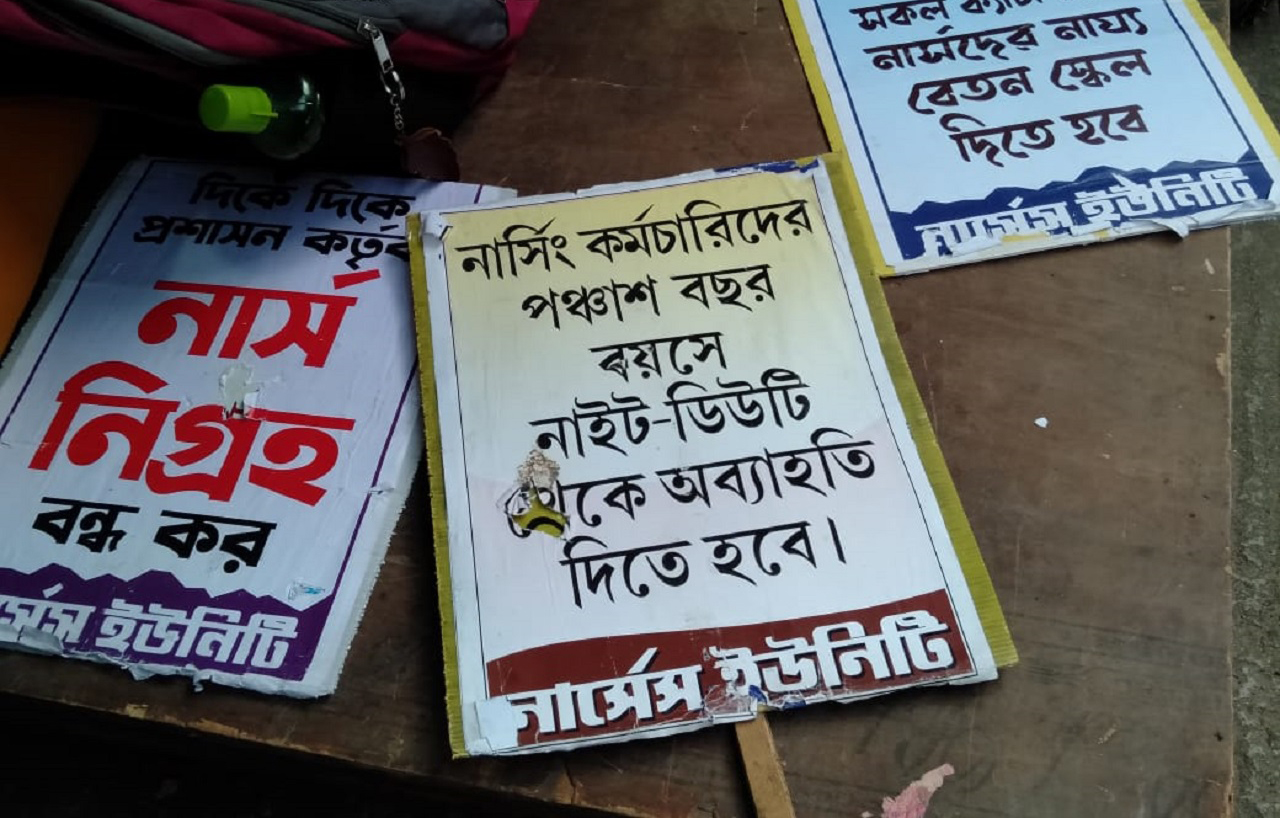 দিকে দিকে
প্রশাসন
নার্স
নিগ্রহ
বন্ধ কর
ইউনিটি
নার্সিং কর্মচারিদের
পঞ্চাশ বছর
বয়সে
নাইট-ডিউটি
থেকে অব্যাহতি
দিতে হবে।
নার্সেস ইউনিটি
সকল
নার্সদের নায্য
বেতন স্কেল
দিতে হবে
নার্সেস ইউনিটি